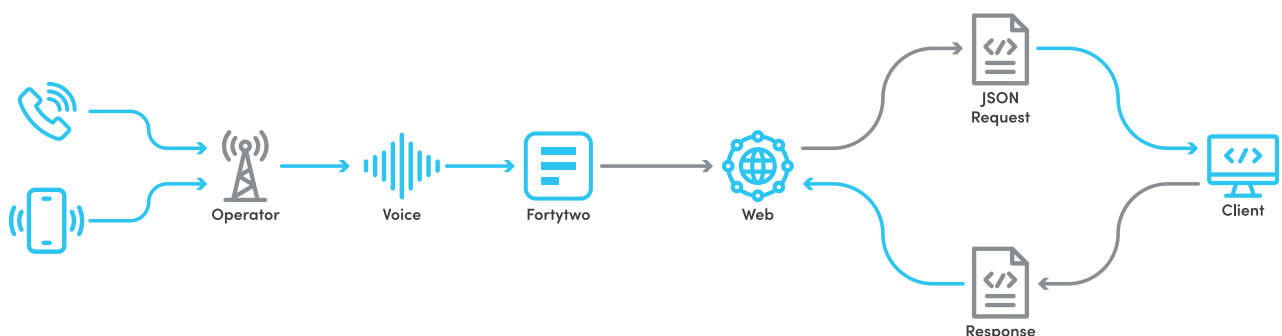 Operator
Voice
Fortytwo
Web
JSON
Request
Client
Response